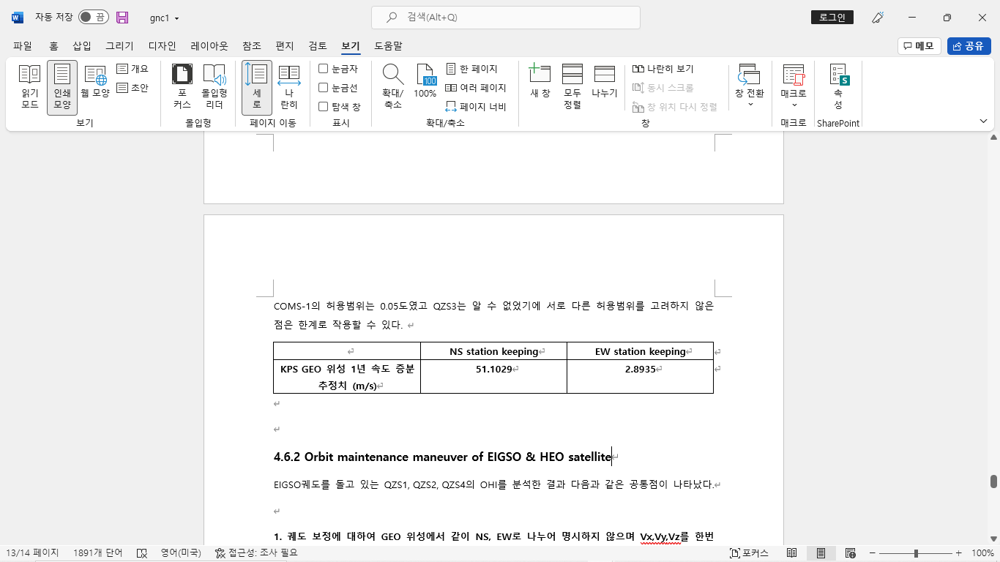 자동 저장 끔 gnc1 검색(Alt+Q) 로그인
파일 홈 삽입 그리기 디자인 레이아웃 참조 편지 검토 보기 도움말 메모 공유
읽기 모드
인쇄 모양
웹 모양
개요
초안
보기
포커스
몰입형 리더
몰입형
세로
나란히
페이지 이동
눈금자
눈금선
탐색 창
표시
확대/축소
100
100%
한 페이지
여러 페이지
페이지 너비
확대/축소
새 창
모두 정렬
나누기
나란히 보기
동시 스크롤
창 위치 다시 정렬
창 전환
창
매크로
매크로
S
속성
SharePoint
COMS-1의 허용범위는 0.05도였고 QZS3는 알 수 없었기에 서로 다른 허용범위를 고려하지 않은
점은 한계로 작용할 수 있다.
NS station keeping EW station keeping
KPS GEO 위성 1년 속도 증분 51.1029 2.8935
추정치 (m/s)
4.6.2 Orbit maintenance maneuver of EIGSO & HEO satellite
EIGSO궤도를 돌고 있는 QZS1, QZS2, QZS4의 OHI를 분석한 결과 다음과 같은 공통점이 나타났다.
1. 궤도 보정에 대하여 GEO 위성에서 같이 NS, EW로 나누어 명시하지 않으며 Vx,Vy,Vz를 한번
13/14 페이지 1891개 단어 영어(미국) 접근성: 조사 필요 포커스 100%